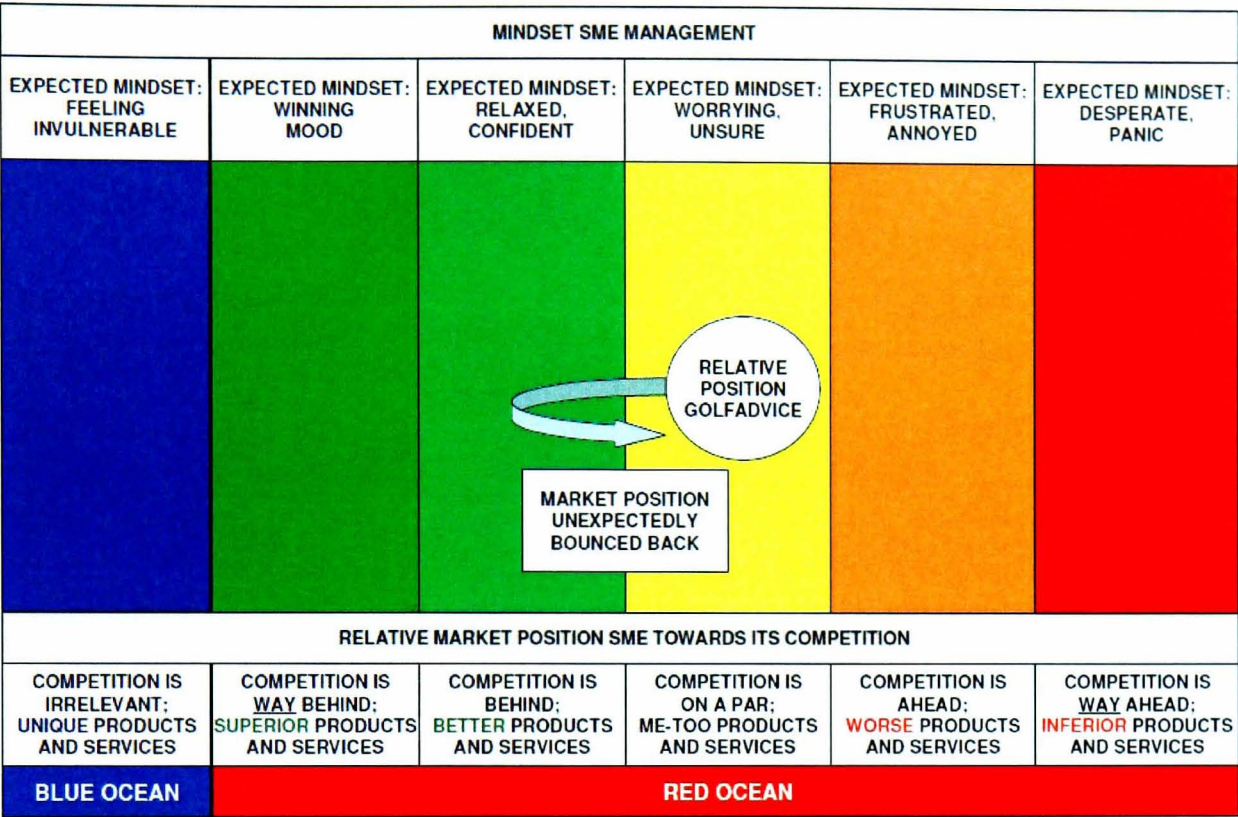 MINDSET SME MANAGEMENT
EXPECTED MINDSET:
FEELING
INVULNERABLE
EXPECTED MINDSET:
WINNING
MOOD
EXPECTED MINDSET:
RELAXED,
CONFIDENT
EXPECTED MINDSET:
WORRYING,
UNSURE
EXPECTED MINDSET:
FRUSTRATED,
ANNOYED
EXPECTED MINDSET:
DESPERATE,
PANIC
RELATIVE
POSITION
GOLFADVICE
MARKET POSITION
UNEXPECTEDLY
BOUNCED BACK
RELATIVE MARKET POSITION SME TOWARDS ITS COMPETITION
COMPETITION IS
IRRELEVANT;
UNIQUE PRODUCTS
AND SERVICES
COMPETITION IS
WAY BEHIND;
SUPERIOR PRODUCTS
AND SERVICES
COMPETITION IS
BEHIND;
BETTER PRODUCTS
AND SERVICES
COMPETITION IS
ON A PAR;
ME-TOO PRODUCTS
AND SERVICES
COMPETITION IS
AHEAD;
WORSE PRODUCTS
AND SERVICES
COMPETITION IS
WAY AHEAD;
INFERIOR PRODUCTS
AND SERVICES
BLUE OCEAN
RED OCEAN